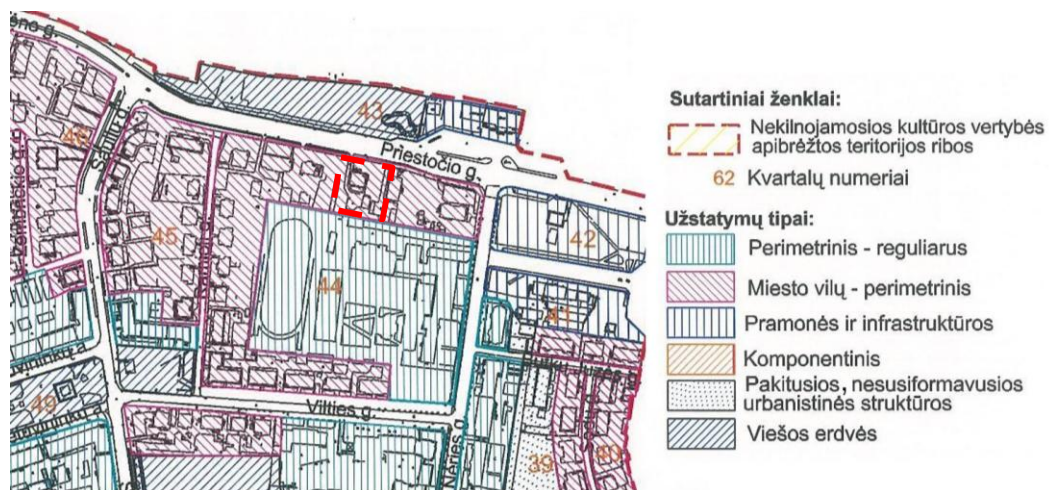 43
Priestočio g.
46
45
44
42
41
Vilties g.
Nėries g.
49
39
40
Sutartiniai ženklai:
Nekilnojamosios kultūros vertybės
apibrėžtos teritorijos ribos
62 Kvartalų numeriai
Užstatymų tipai:
Perimetrinis - reguliarus
Miesto vilų - perimetrinis
Pramonės ir infrastruktūros
Komponentinis
Pakitusios, nesusiformavusios
urbanistinės struktūros
Viešos erdvės